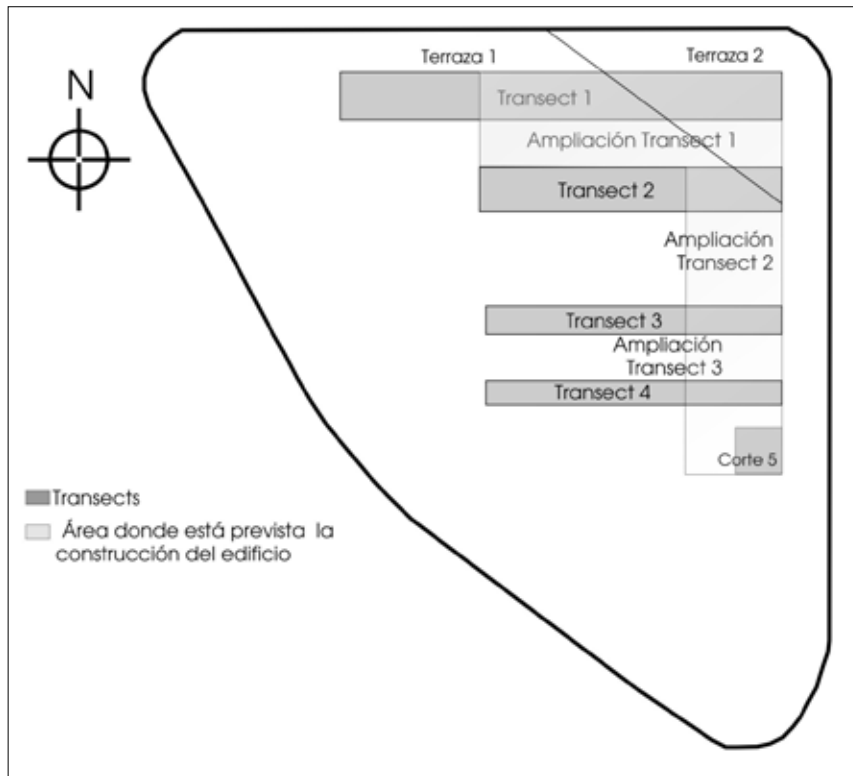 Terraza 1
Terraza 2
N
Transect 1
Ampliación Transect 1
Transect 2
Ampliación
Transect 2
Transect 3
Ampliación
Transect 3
Transect 4
Corte 5
Transects
Área donde está prevista la
construcción del edificio